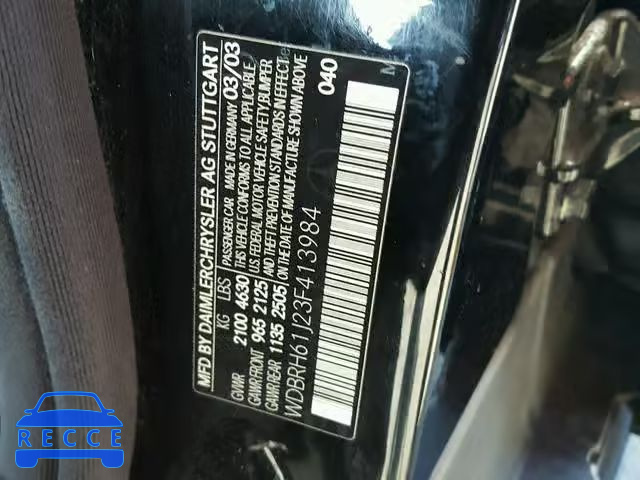 MFD BY DAIMLERCHRYSLER AG STUTTGART
PASSENGER CAR MADE IN GERMANY 03/03
KG LBS
THIS VEHICLE CONFORMS TO ALL APPLICABLE
GVWR 2100 4630
U.S. FEDERAL MOTOR VEHICLE SAFETY/BUMPER
GAWR FRONT 965 2125
AND THEFT PREVENTION STANDARDS IN EFFECT
GAWR REAR 1135 2505
ON THE DATE OF MANUFACTURE SHOWN ABOVE
WDBRH61J23F413984
040
M
RECCE